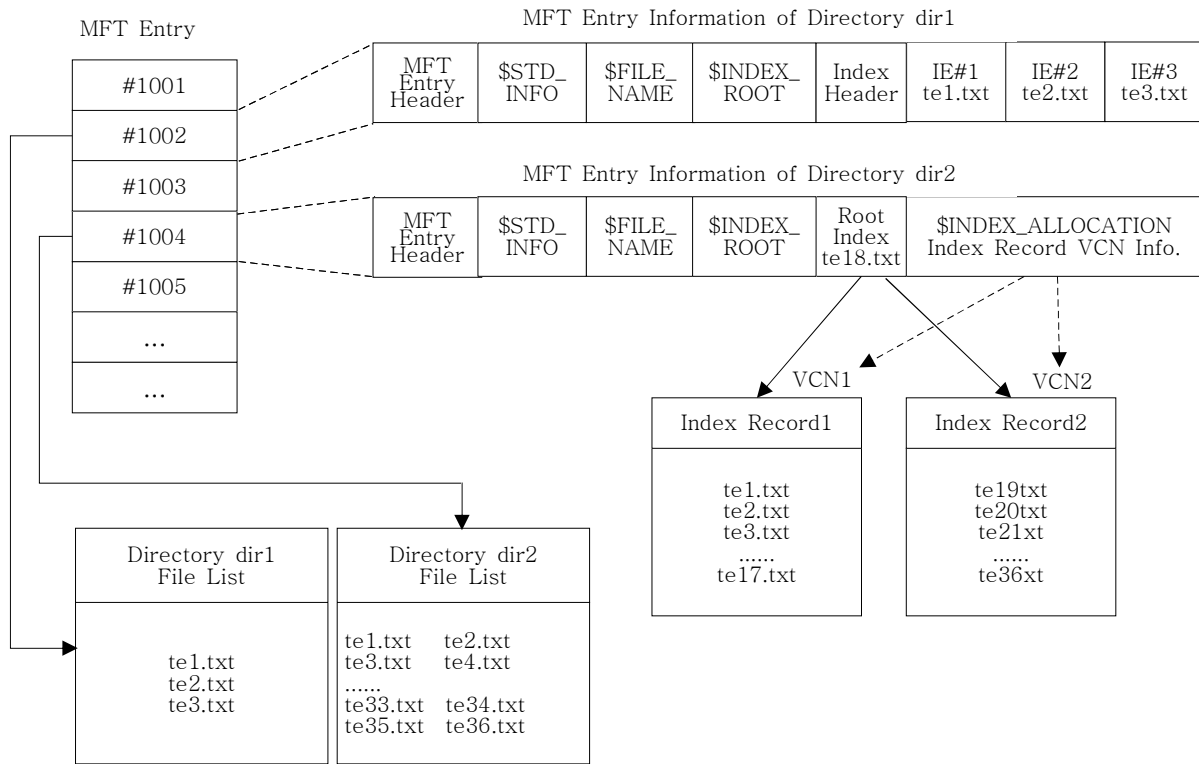 MFT Entry Information of Directory dir1
MFT Entry
#1001
#1002
#1003
#1004
#1005
...
...
MFT
Entry
Header
$STD_
INFO
$FILE_
NAME
$INDEX_
ROOT
Index
Header
IE#1
te1.txt
IE#2
te2.txt
IE#3
te3.txt
MFT Entry Information of Directory dir2
MFT
Entry
Header
$STD_
INFO
$FILE_
NAME
$INDEX_
ROOT
Root
Index
te18.txt
$INDEX_ALLOCATION
Index Record VCN Info.
VCN1
VCN2
Index Record1
te1.txt
te2.txt
te3.txt
......
te17.txt
Index Record2
te19txt
te20txt
te21xt
......
te36xt
Directory dir1
File List
te1.txt
te2.txt
te3.txt
Directory dir2
File List
te1.txt te2.txt
te3.txt te4.txt
......
te33.txt te34.txt
te35.txt te36.txt